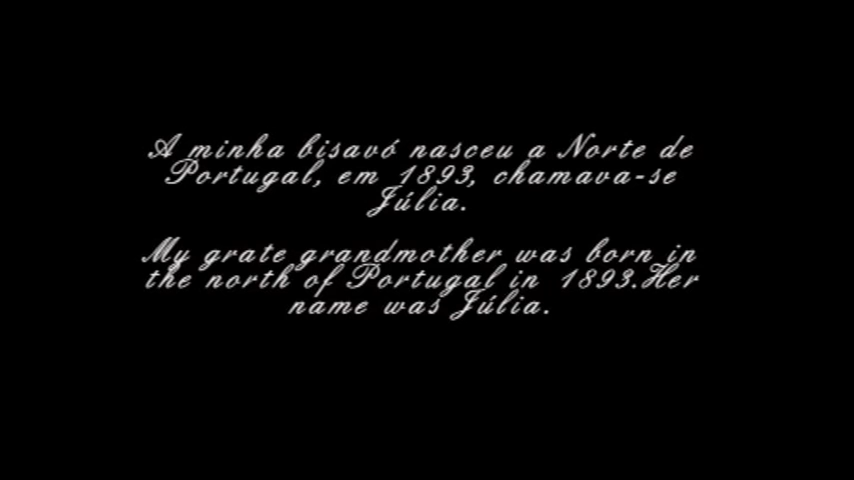 A minha bisavó nasceu a Norte de
Portugal, em 1893, chamava-se
Júlia.
My grate grandmother was born in
the north of Portugal in 1893.Her
name was Júlia.